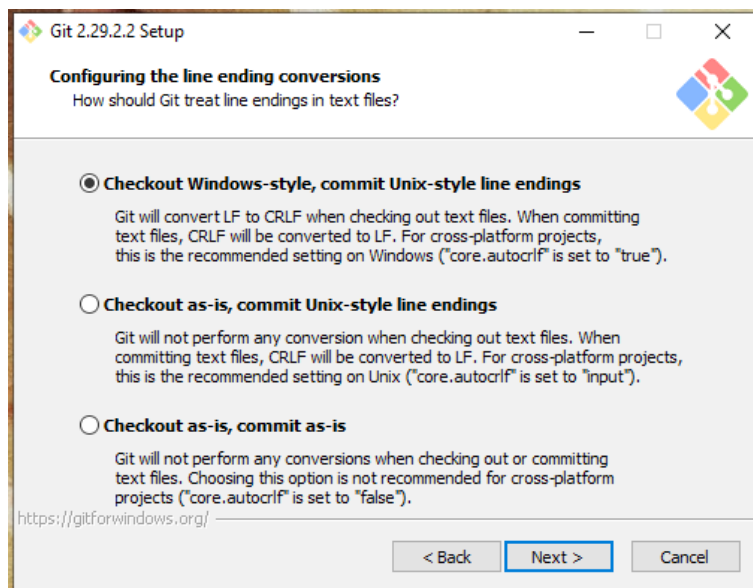 Git 2.29.2.2 Setup
Configuring the line ending conversions
How should Git treat line endings in text files?
Checkout Windows-style, commit Unix-style line endings
Git will convert LF to CRLF when checking out text files. When committing
text files, CRLF will be converted to LF. For cross-platform projects,
this is the recommended setting on Windows ("core.autocrlf" is set to "true").
Checkout as-is, commit Unix-style line endings
Git will not perform any conversion when checking out text files. When
committing text files, CRLF will be converted to LF. For cross-platform projects,
this is the recommended setting on Unix ("core.autocrlf" is set to "input").
Checkout as-is, commit as-is
Git will not perform any conversions when checking out or committing
text files. Choosing this option is not recommended for cross-platform
projects ("core.autocrlf" is set to "false").
https://gitforwindows.org/
< Back Next > Cancel